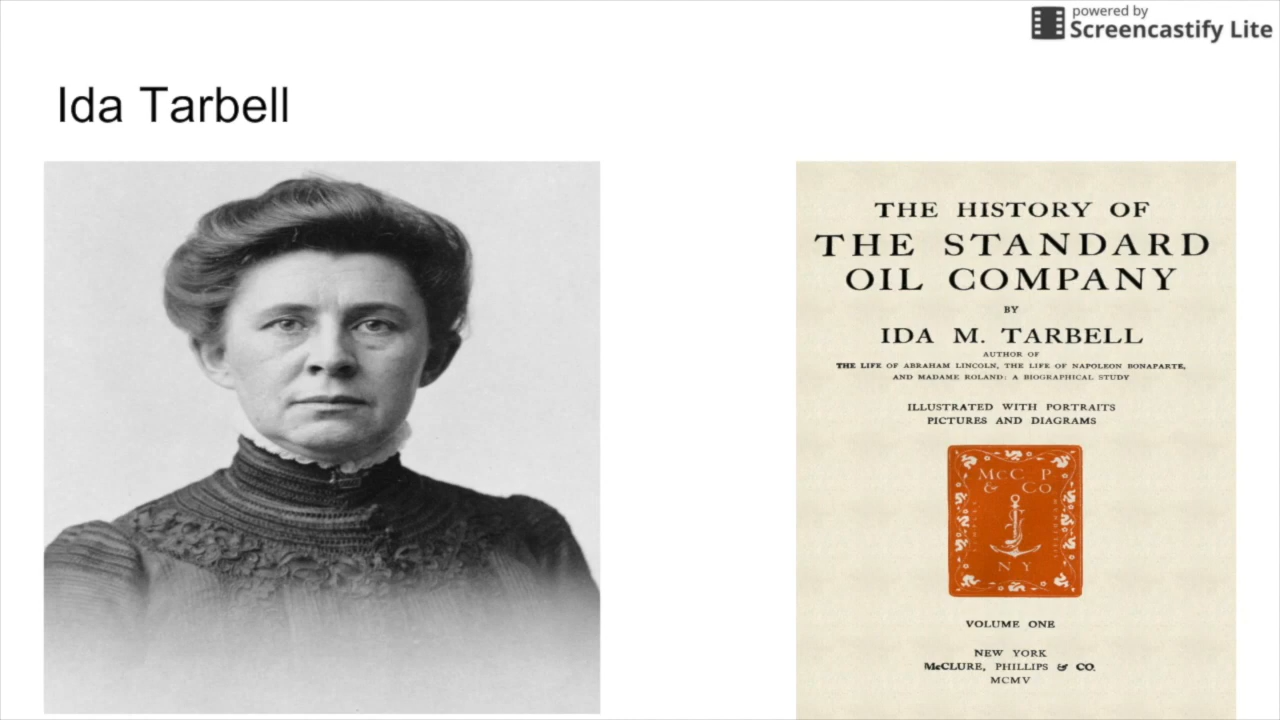 powered by
Screencastify Lite
Ida Tarbell
THE HISTORY OF
THE STANDARD
OIL COMPANY
BY
IDA M. TARBELL
AUTHOR OF
THE LIFE OF ABRAHAM LINCOLN, THE LIFE OF NAPOLEON BONAPARTE,
AND MADAME ROLAND: A BIOGRAPHICAL STUDY
ILLUSTRATED WITH PORTRAITS
PICTURES AND DIAGRAMS
McC P
& Co
N Y
VOLUME ONE
NEW YORK
McCLURE, PHILLIPS & CO.
MCMV